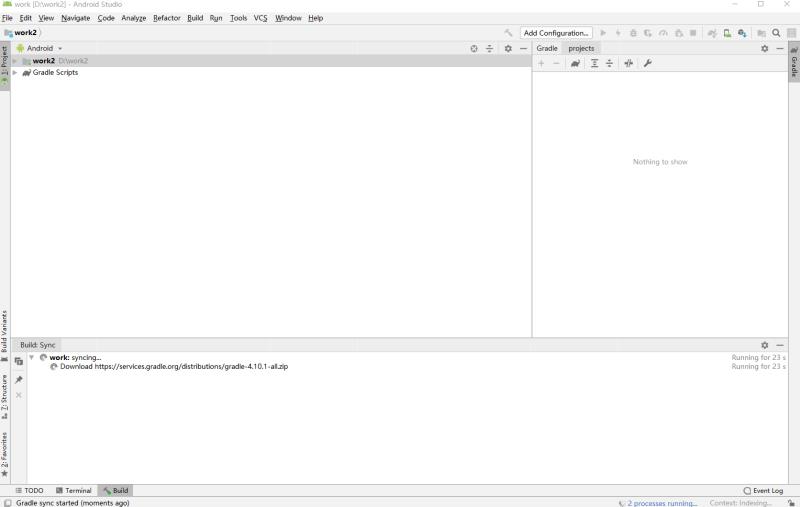 work [D:\work2] - Android Studio
File Edit View Navigate Code Analyze Refactor Build Run Tools VCS Window Help
work2 Add Configuration...
1: Project Android Gradle projects Gradle
work2 D:\work2
Gradle Scripts
Nothing to show
Build Variants
Build: Sync
work: syncing... Running for 23 s
Download https://services.gradle.org/distributions/gradle-4.10.1-all.zip Running for 23 s
7: Structure
2: Favorites
TODO Terminal Build Event Log
Gradle sync started (moments ago) 2 processes running... Context: Indexing...